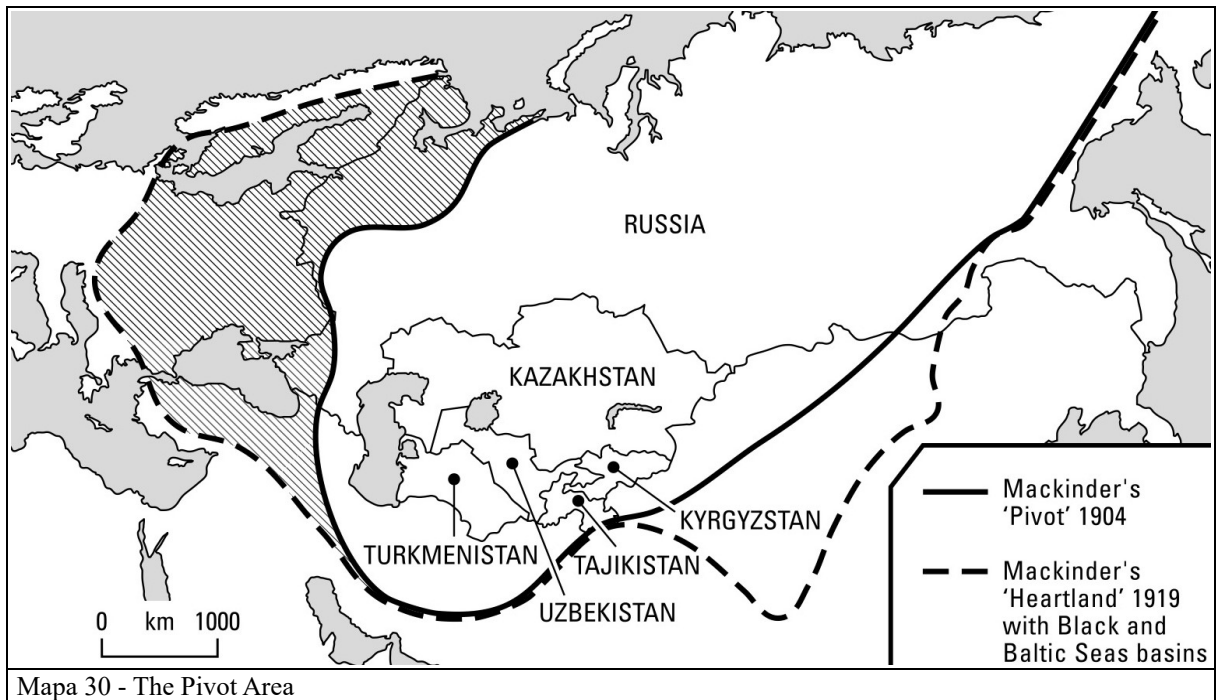 RUSSIA
KAZAKHSTAN
KYRGYZSTAN
TURKMENISTAN
TAJIKISTAN
UZBEKISTAN
0 km 1000
Mackinder's
'Pivot' 1904
Mackinder's
'Heartland' 1919
with Black and
Baltic Seas basins
Mapa 30 - The Pivot Area